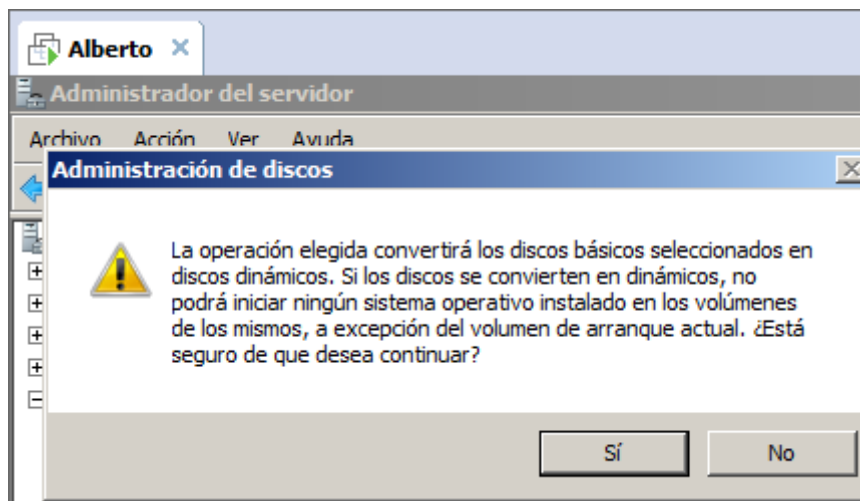 Alberto
Administrador del servidor
Archivo Acción Ver Ayuda
Administración de discos
La operación elegida convertirá los discos básicos seleccionados en
discos dinámicos. Si los discos se convierten en dinámicos, no
podrá iniciar ningún sistema operativo instalado en los volúmenes
de los mismos, a excepción del volumen de arranque actual. ¿Está
seguro de que desea continuar?
Sí No